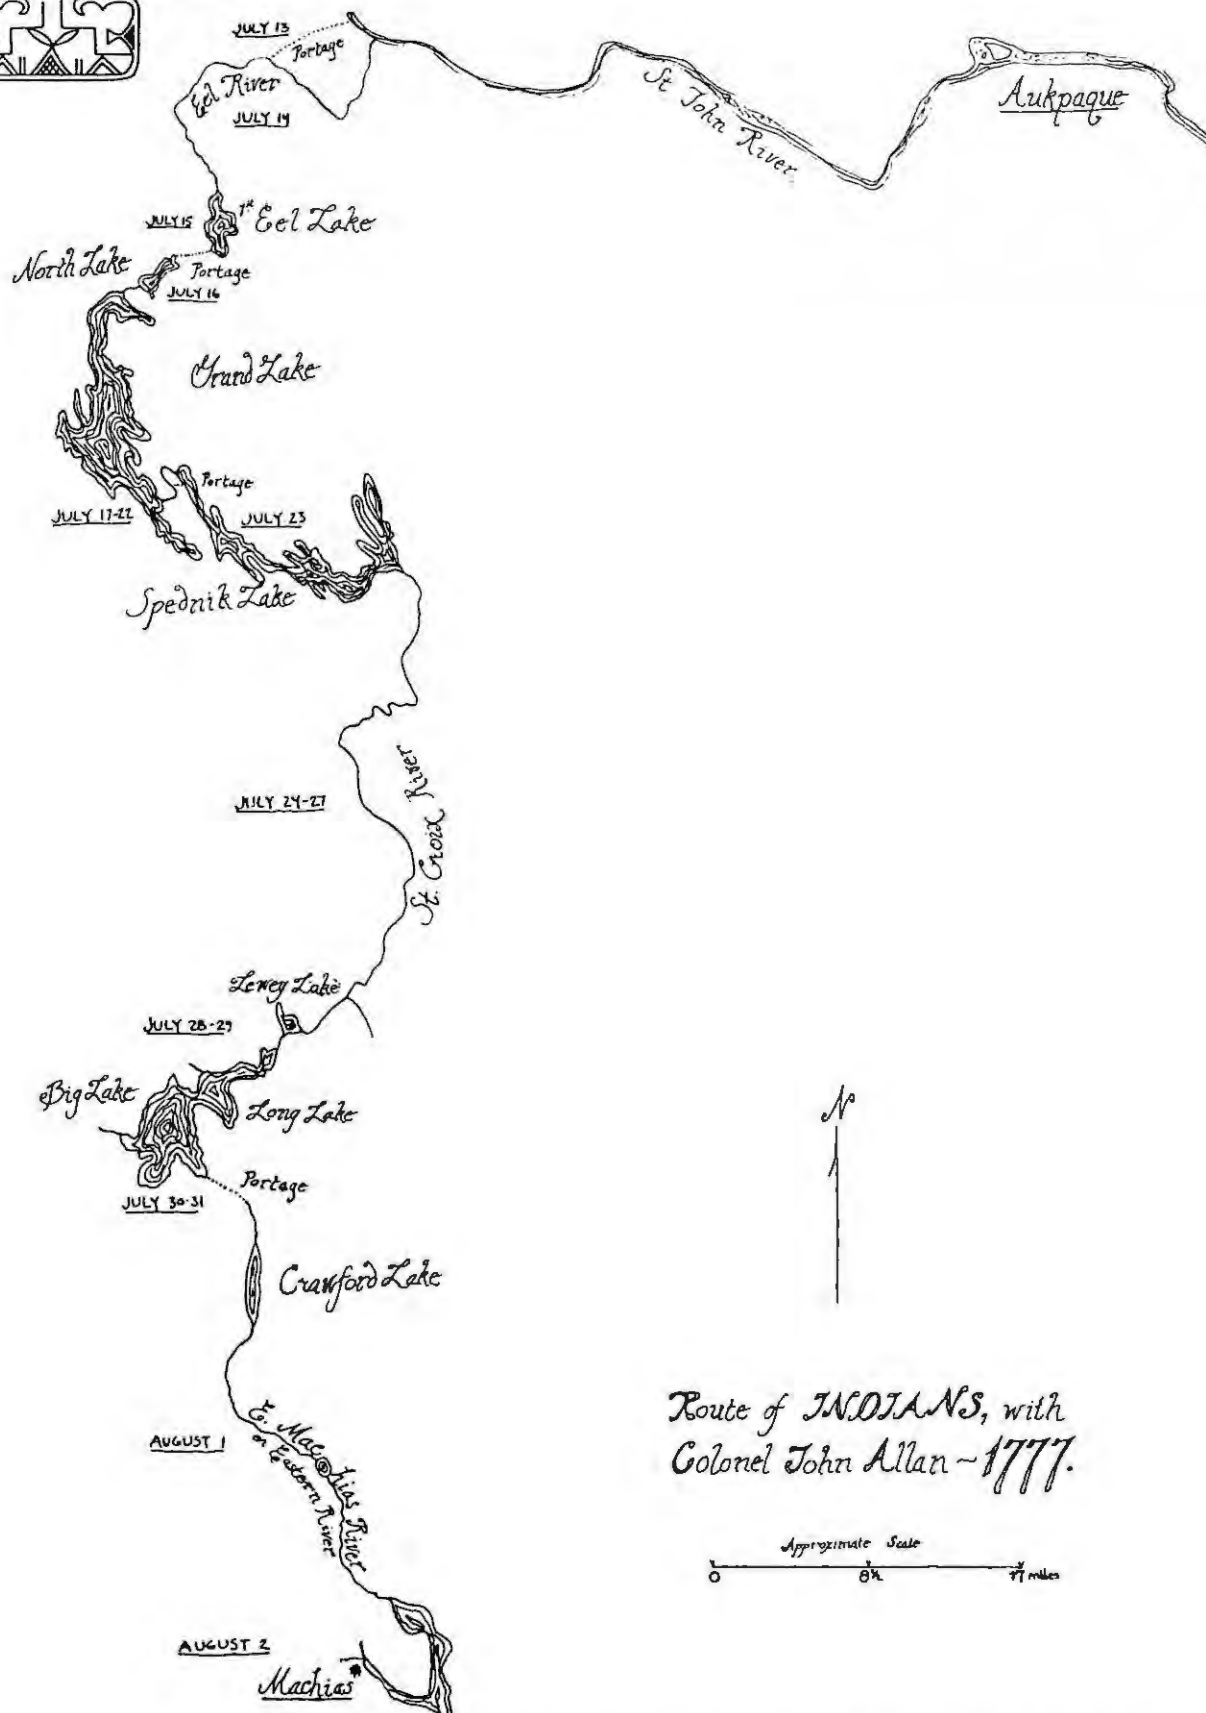 JULY 13
Portage
St. John River
Aukpaque
Eel River
JULY 14
JULY 15
1st Eel Lake
North Lake
Portage
JULY 16
Grand Lake
Portage
JULY 17-22
JULY 23
Spednik Lake
JULY 24-27
St. Croix River
Lewey Lake
JULY 28-29
Big Lake
Long Lake
Portage
JULY 30-31
N
Crawford Lake
Route of INDIANS, with
Colonel John Allan ~ 1777.
E. Machias River
or Eastern River
AUGUST 1
Approximate Scale
0 8½ 17 miles
AUGUST 2
Machias